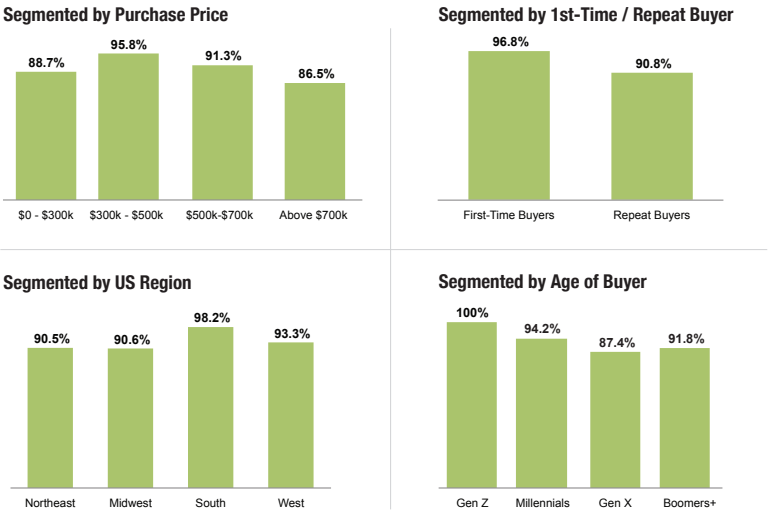 Segmented by Purchase Price
88.7%
95.8%
91.3%
86.5%
$0 - $300k
$300k - $500k
$500k-$700k
Above $700k
Segmented by 1st-Time / Repeat Buyer
96.8%
90.8%
First-Time Buyers
Repeat Buyers
Segmented by US Region
90.5%
90.6%
98.2%
93.3%
Northeast
Midwest
South
West
Segmented by Age of Buyer
100%
94.2%
87.4%
91.8%
Gen Z
Millennials
Gen X
Boomers+